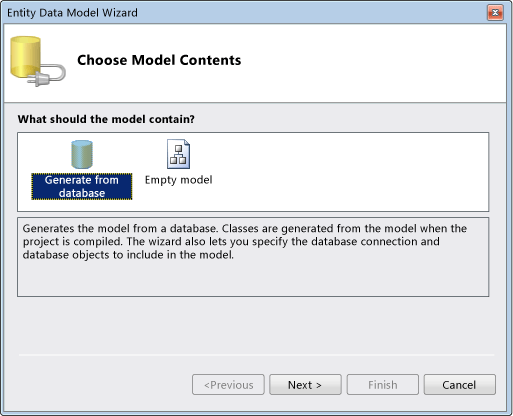 Entity Data Model Wizard
Choose Model Contents
What should the model contain?
Generate from
database
Empty model
Generates the model from a database. Classes are generated from the model when the
project is compiled. The wizard also lets you specify the database connection and
database objects to include in the model.
<Previous
Next >
Finish
Cancel